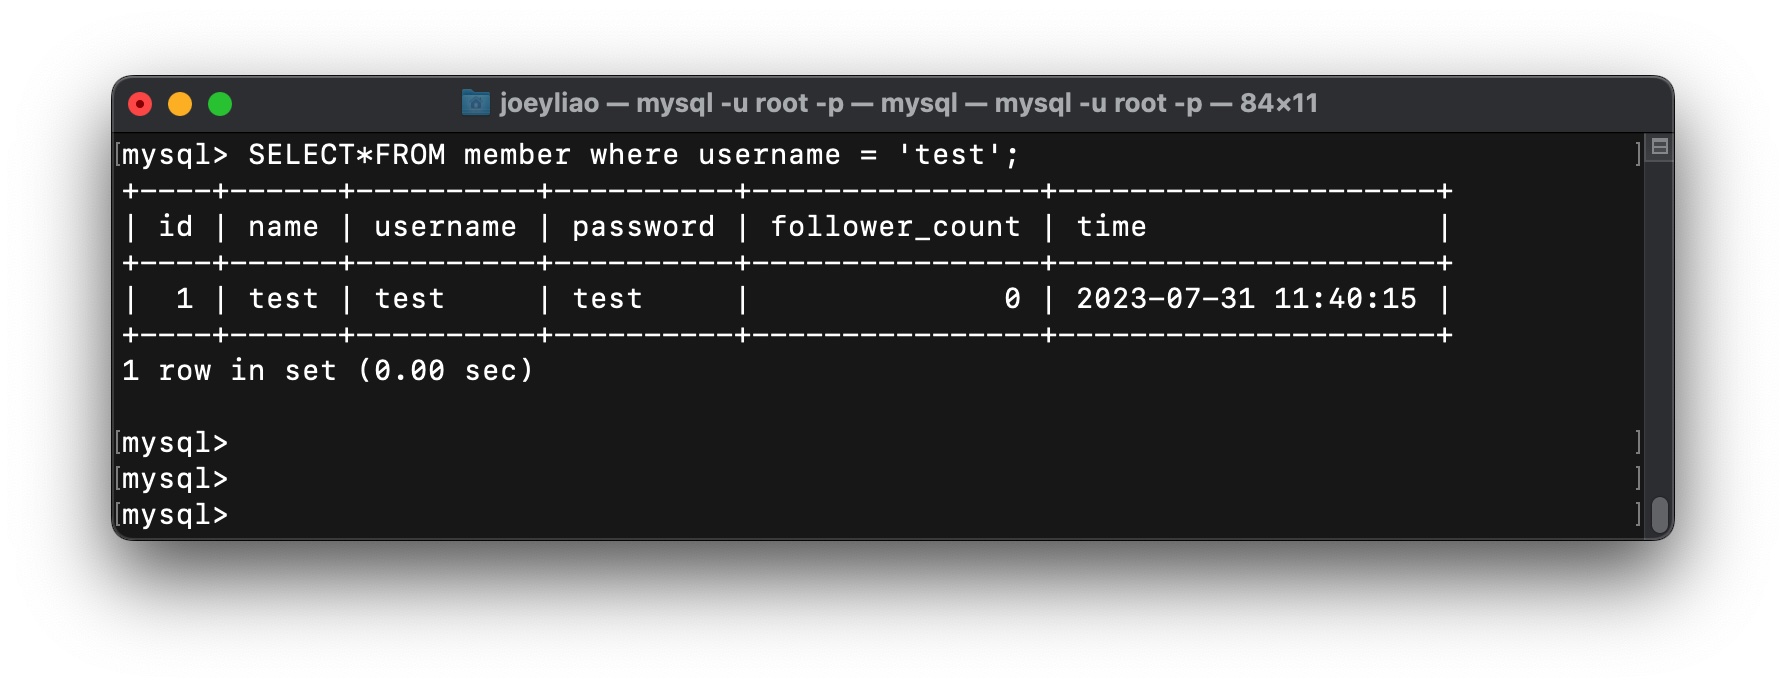 joeyliao — mysql -u root -p — mysql — mysql -u root -p — 84×11
[mysql> SELECT*FROM member where username = 'test'; ]
+----+------+----------+----------+----------------+---------------------+
| id | name | username | password | follower_count | time                |
+----+------+----------+----------+----------------+---------------------+
|  1 | test | test     | test     |              0 | 2023-07-31 11:40:15 |
+----+------+----------+----------+----------------+---------------------+
1 row in set (0.00 sec)
[mysql> ]
[mysql> ]
[mysql> ]